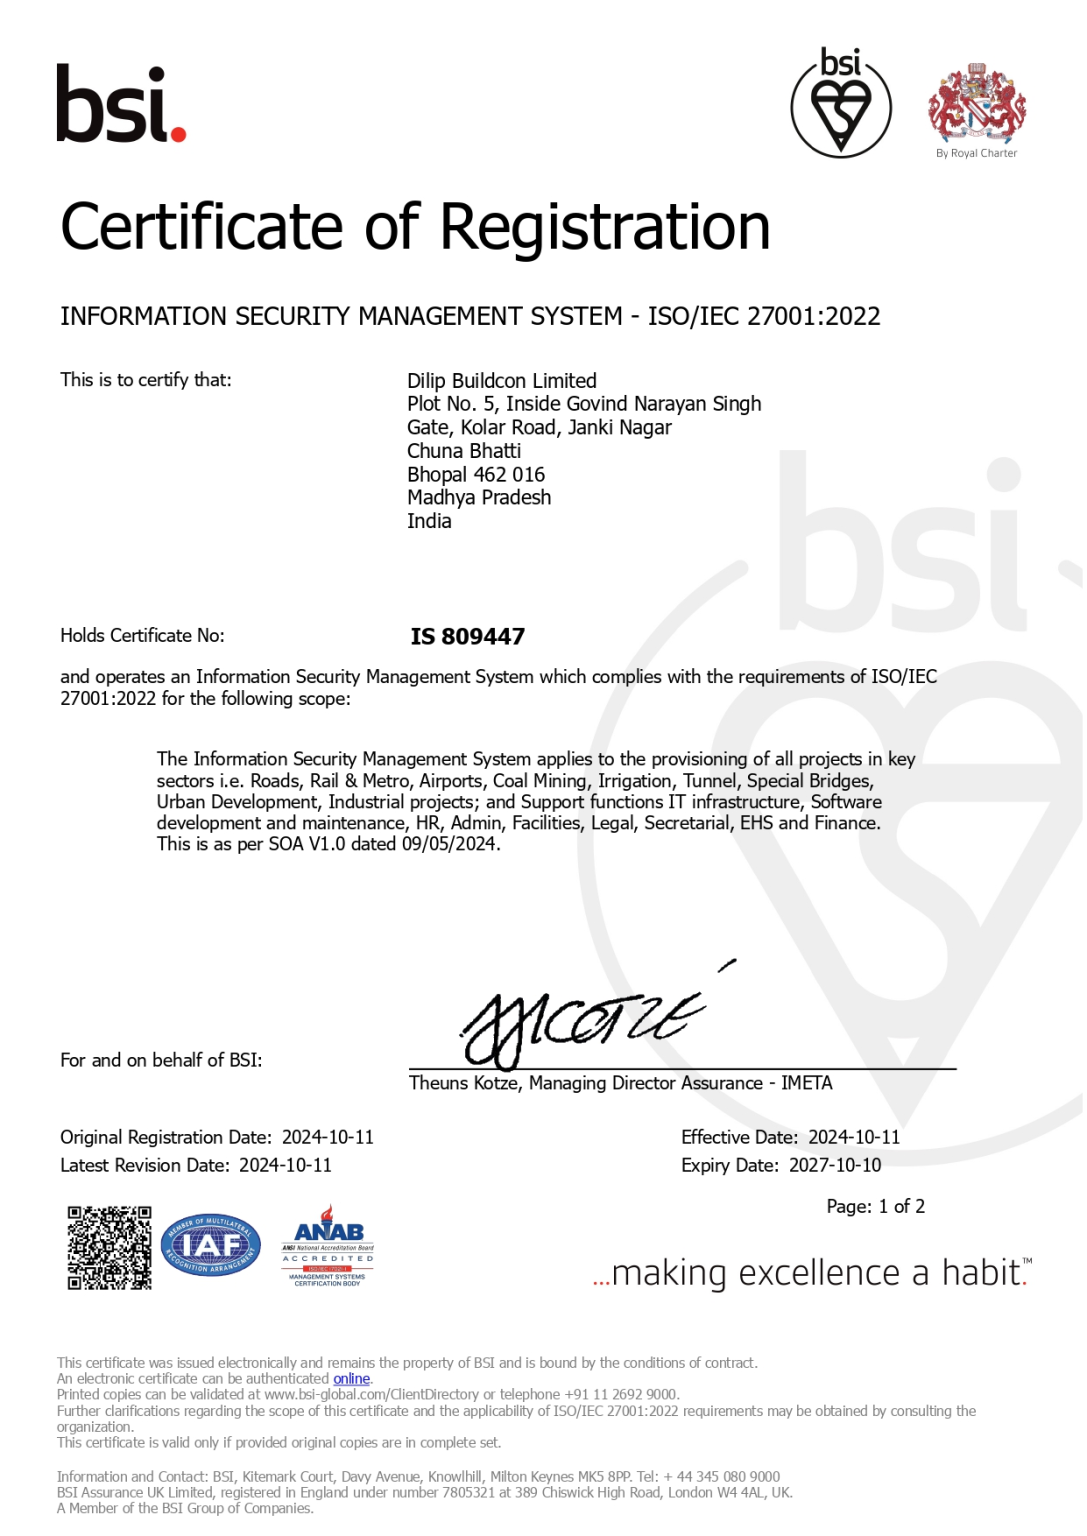 bsi.
bsi
By Royal Charter
Certificate of Registration
INFORMATION SECURITY MANAGEMENT SYSTEM - ISO/IEC 27001:2022
This is to certify that:
Dilip Buildcon Limited
Plot No. 5, Inside Govind Narayan Singh
Gate, Kolar Road, Janki Nagar
Chuna Bhatti
Bhopal 462 016
Madhya Pradesh
India
bsi
Holds Certificate No:
IS 809447
and operates an Information Security Management System which complies with the requirements of ISO/IEC
27001:2022 for the following scope:
The Information Security Management System applies to the provisioning of all projects in key
sectors i.e. Roads, Rail & Metro, Airports, Coal Mining, Irrigation, Tunnel, Special Bridges,
Urban Development, Industrial projects; and Support functions IT infrastructure, Software
development and maintenance, HR, Admin, Facilities, Legal, Secretarial, EHS and Finance.
This is as per SOA V1.0 dated 09/05/2024.
For and on behalf of BSI:
Theuns Kotze, Managing Director Assurance - IMETA
Original Registration Date: 2024-10-11
Effective Date: 2024-10-11
Latest Revision Date: 2024-10-11
Expiry Date: 2027-10-10
Page: 1 of 2
MEMBER OF MULTILATERAL
IAF
RECOGNITION ARRANGEMENT
ANAB
ANSI National Accreditation Board
ACCREDITED
MANAGEMENT SYSTEMS
CERTIFICATION BODY
...making excellence a habit.™
This certificate was issued electronically and remains the property of BSI and is bound by the conditions of contract.
An electronic certificate can be authenticated online.
Printed copies can be validated at www.bsi-global.com/ClientDirectory or telephone +91 11 2692 9000.
Further clarifications regarding the scope of this certificate and the applicability of ISO/IEC 27001:2022 requirements may be obtained by consulting the
organization.
This certificate is valid only if provided original copies are in complete set.
Information and Contact: BSI, Kitemark Court, Davy Avenue, Knowlhill, Milton Keynes MK5 8PP. Tel: + 44 345 080 9000
BSI Assurance UK Limited, registered in England under number 7805321 at 389 Chiswick High Road, London W4 4AL, UK.
A Member of the BSI Group of Companies.